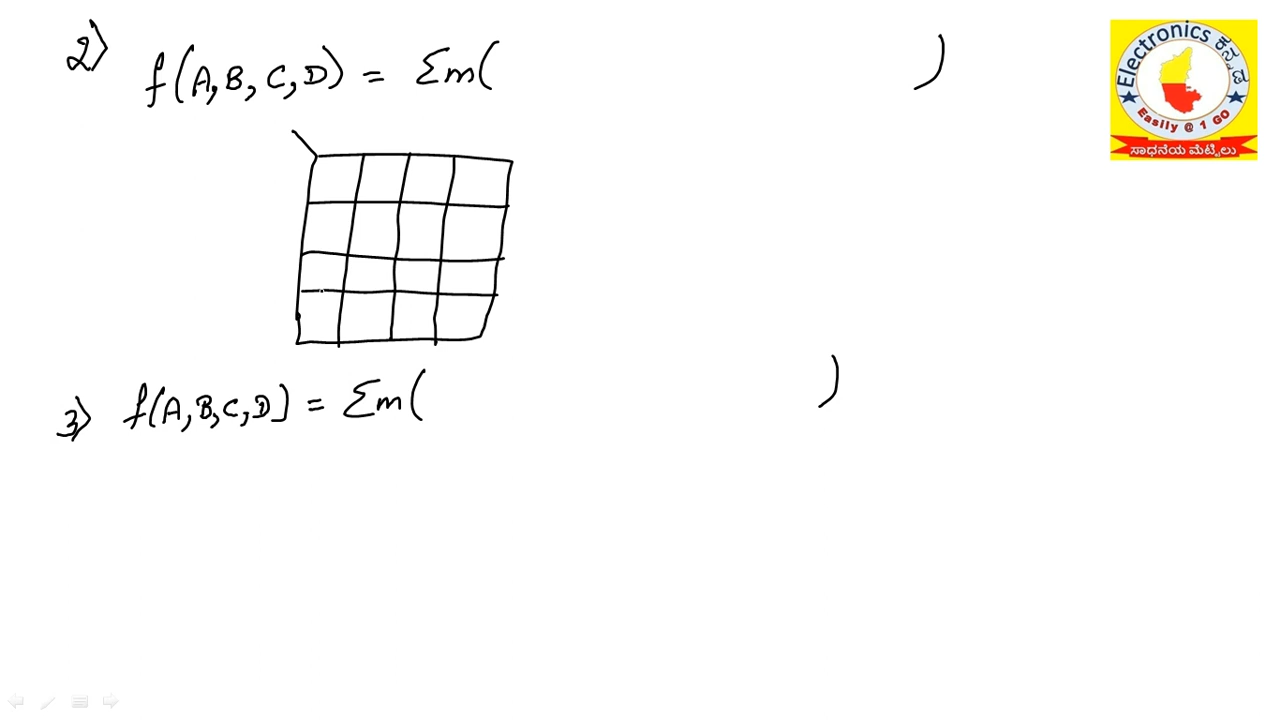 2) f(A, B, C, D) = Σm( )
3) f(A, B, C, D) = Σm( )
Electronics ಕನ್ನಡ
Easily @ 1 GO
ಸಾಧನೆಯ ಮೆಟ್ಟಿಲು